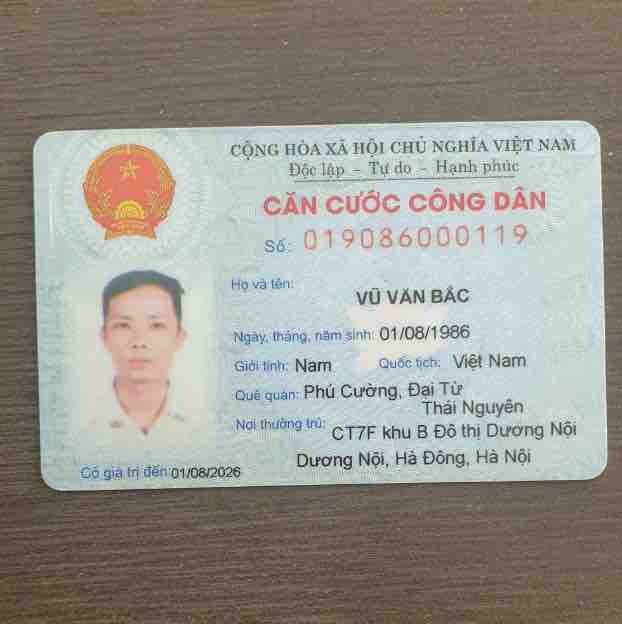 CỘNG HÒA XÃ HỘI CHỦ NGHĨA VIỆT NAM
Độc lập - Tự do - Hạnh phúc
CĂN CƯỚC CÔNG DÂN
Số: 019086000119
Họ và tên:
VŨ VĂN BẮC
Ngày, tháng, năm sinh: 01/08/1986
Giới tính: Nam Quốc tịch: Việt Nam
Quê quán: Phú Cường, Đại Từ
Thái Nguyên
Nơi thường trú: CT7F khu B Đô thị Dương Nội
Dương Nội, Hà Đông, Hà Nội
Có giá trị đến: 01/08/2026